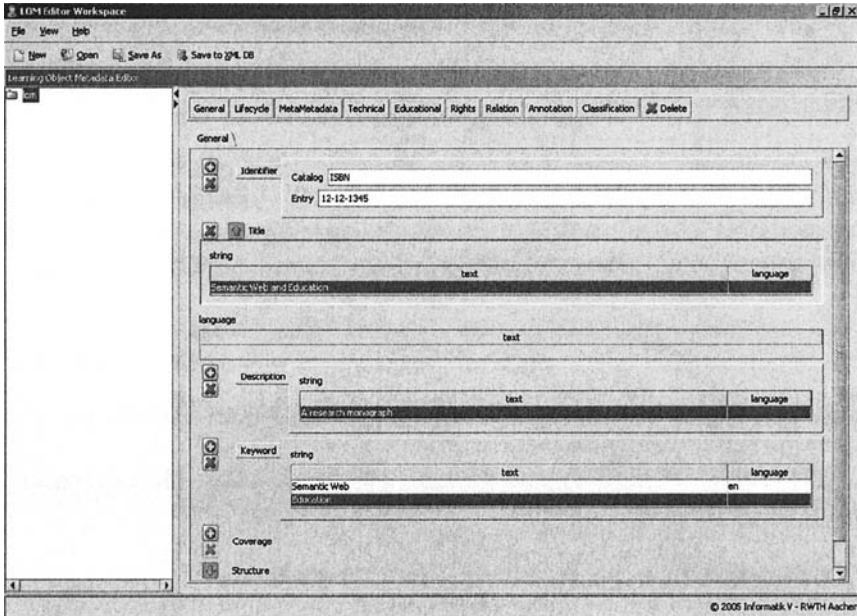 LOM Editor Workspace
File View Help
New Open Save As Save to XML DB
Learning Object Metadata Editor
lom
General Lifecycle MetaMetadata Technical Educational Rights Relation Annotation Classification Delete
General
Identifier
Catalog ISBN
Entry 12-12-1345
Title
string
text language
Semantic Web and Education
language
text
Description string
text language
A research monograph
Keyword string
text language
Semantic Web en
Education
Coverage
Structure
© 2005 Informatik V - RWTH Aachen